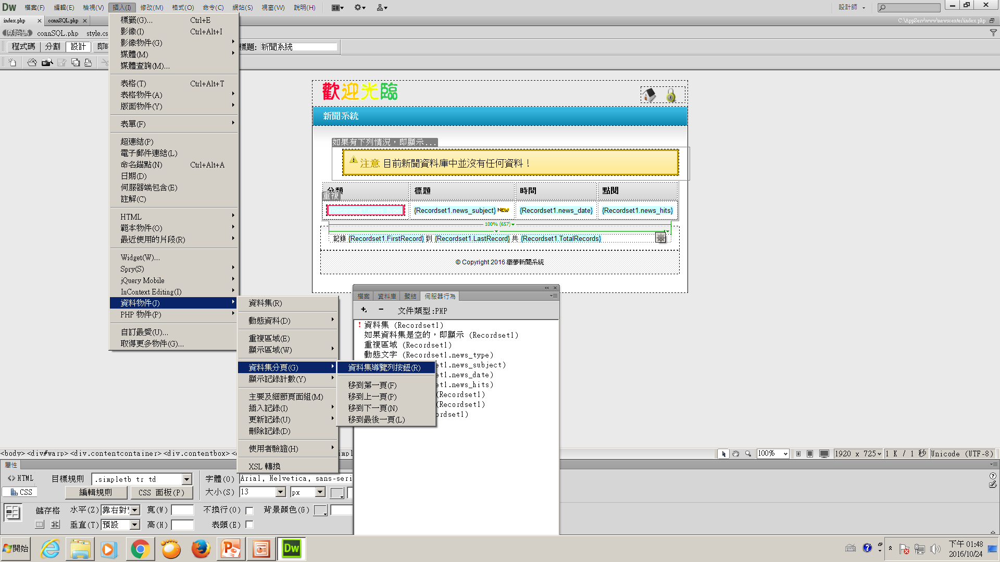 Dw 檔案(F) 編輯(E) 檢視(V) 插入(I) 修改(M) 格式(O) 命令(C) 網站(S) 視窗(W) 說明(H) 設計師
index.php connSQL.php C:\AppServ\www\newscenter\index.php
原始碼 connSQL.php style.cs
程式碼 分割 設計 即時 標題: 新聞系統
標籤(G)... Ctrl+E
影像(I) Ctrl+Alt+I
影像物件(G)
媒體(M)
媒體查詢(M)...
表格(T) Ctrl+Alt+T
表格物件(A)
版面物件(Y)
表單(F)
超連結(P)
電子郵件連結(L)
命名錨點(N) Ctrl+Alt+A
日期(D)
伺服器端包含(E)
註解(C)
HTML
範本物件(O)
最近使用的片段(R)
Widget(W)...
Spry(S)
jQuery Mobile
InContext Editing(I)
資料物件(J)
PHP 物件(P)
自訂最愛(U)...
取得更多物件(G)...
資料集(R)
動態資料(D)
重複區域(E)
顯示區域(W)
資料集分頁(G)
顯示記錄計數(Y)
主要及細節頁面組(M)
插入記錄(I)
更新記錄(U)
刪除記錄(D)
使用者驗證(H)
XSL 轉換
資料集導覽列按鈕(R)
移到第一頁(F)
移到上一頁(P)
移到下一頁(N)
移到最後一頁(L)
歡迎光臨
新聞系統
如果有下列情況，即顯示...
注意 目前新聞資料庫中並沒有任何資料！
分類 標題 時間 點閱
重複
{Recordset1.news_subject} NEW {Recordset1.news_date} {Recordset1.news_hits}
100% (657)
記錄 {Recordset1.FirstRecord} 到 {Recordset1.LastRecord} 共 {Recordset1.TotalRecords}
© Copyright 2016 織夢新聞系統
檔案 資料庫 繫結 伺服器行為
文件類型:PHP
! 資料集 (Recordset1)
如果資料集是空的，即顯示 (Recordset1)
重複區域 (Recordset1)
動態文字 (Recordset1.news_type)
t1.news_subject)
t1.news_date)
t1.news_hits)
(Recordset1)
(Recordset1)
ordset1)
<body> <div#warp> <div.contentcontainer> <div.contentbox> < impl 100% 1920 x 725 1 K / 1 秒 Unicode (UTF-8)
屬性
<> HTML 目標規則 .simpletb tr td 字體(O) Arial, Helvetica, sans-seri
CSS 編輯規則 CSS 面板(P) 大小(S) 13 px
儲存格 水平(Z) 靠右對 寬(W) 不換行(O) 背景顏色(G)
垂直(T) 預設 高(H) 表頭(E)
開始 Dw 下午 01:48
2016/10/24